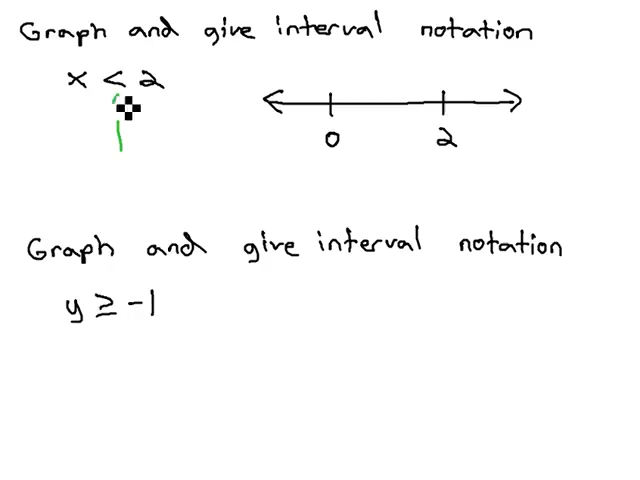 Graph and give interval notation
x < 2
0 2
Graph and give interval notation
y ≥ -1